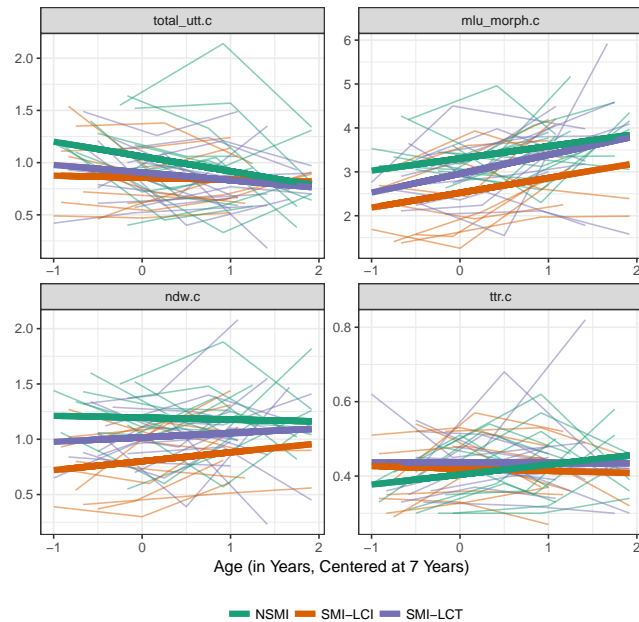 total_utt.c
mlu_morph.c
2.0
1.5
1.0
0.5
6
5
4
3
2
−1 0 1 2
−1 0 1 2
ndw.c
ttr.c
2.0
1.5
1.0
0.5
0.8
0.6
0.4
−1 0 1 2
−1 0 1 2
Age (in Years, Centered at 7 Years)
NSMI SMI−LCI SMI−LCT